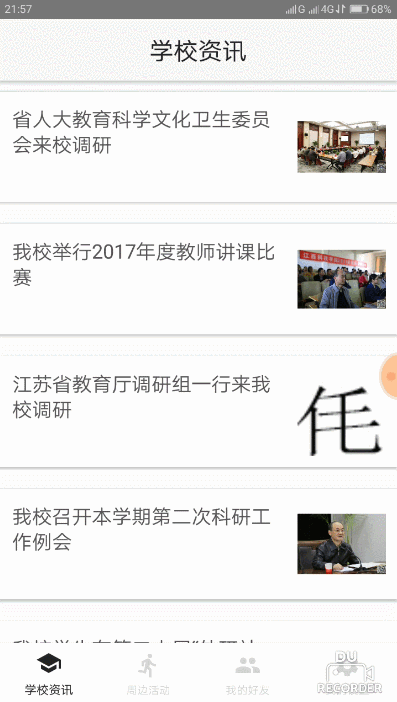 21:57
G 4G 68%
学校资讯
省人大教育科学文化卫生委员
会来校调研
我校举行2017年度教师讲课比
赛
江苏省教育厅调研组一行来我
校调研
我校召开本学期第二次科研工
作例会
学校资讯
周边活动
我的好友
DU
RECORDER